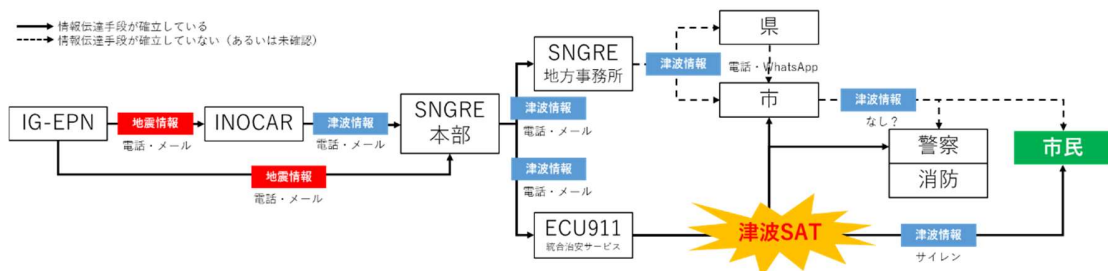 情報伝達手段が確立している
情報伝達手段が確立していない（あるいは未確認）
IG-EPN
地震情報
電話・メール
INOCAR
津波情報
電話・メール
地震情報
電話・メール
SNGRE
本部
津波情報
電話・メール
津波情報
電話・メール
SNGRE
地方事務所
ECU911
統合治安サービス
津波情報
県
電話・WhatsApp
市
津波情報
なし？
警察
消防
市民
津波SAT
津波情報
サイレン